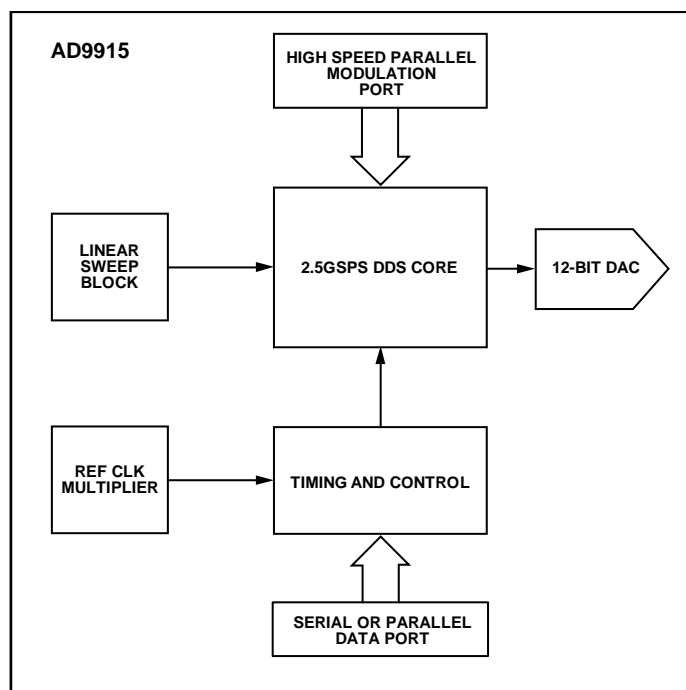 AD9915
HIGH SPEED PARALLEL
MODULATION
PORT
LINEAR
SWEEP
BLOCK
2.5GSPS DDS CORE
12-BIT DAC
REF CLK
MULTIPLIER
TIMING AND CONTROL
SERIAL OR PARALLEL
DATA PORT